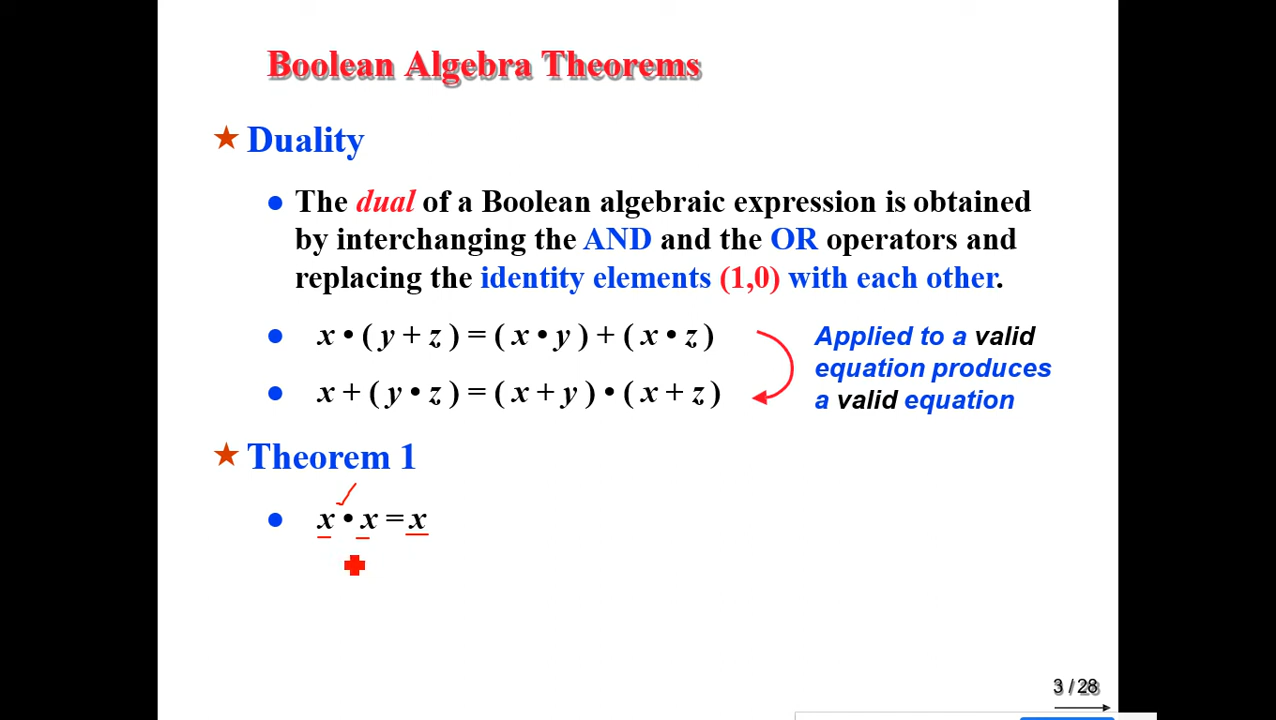 Boolean Algebra Theorems
★ Duality
● The dual of a Boolean algebraic expression is obtained
by interchanging the AND and the OR operators and
replacing the identity elements (1,0) with each other.
● x • ( y + z ) = ( x • y ) + ( x • z )
● x + ( y • z ) = ( x + y ) • ( x + z )
Applied to a valid
equation produces
a valid equation
★ Theorem 1
● x • x = x
3 / 28